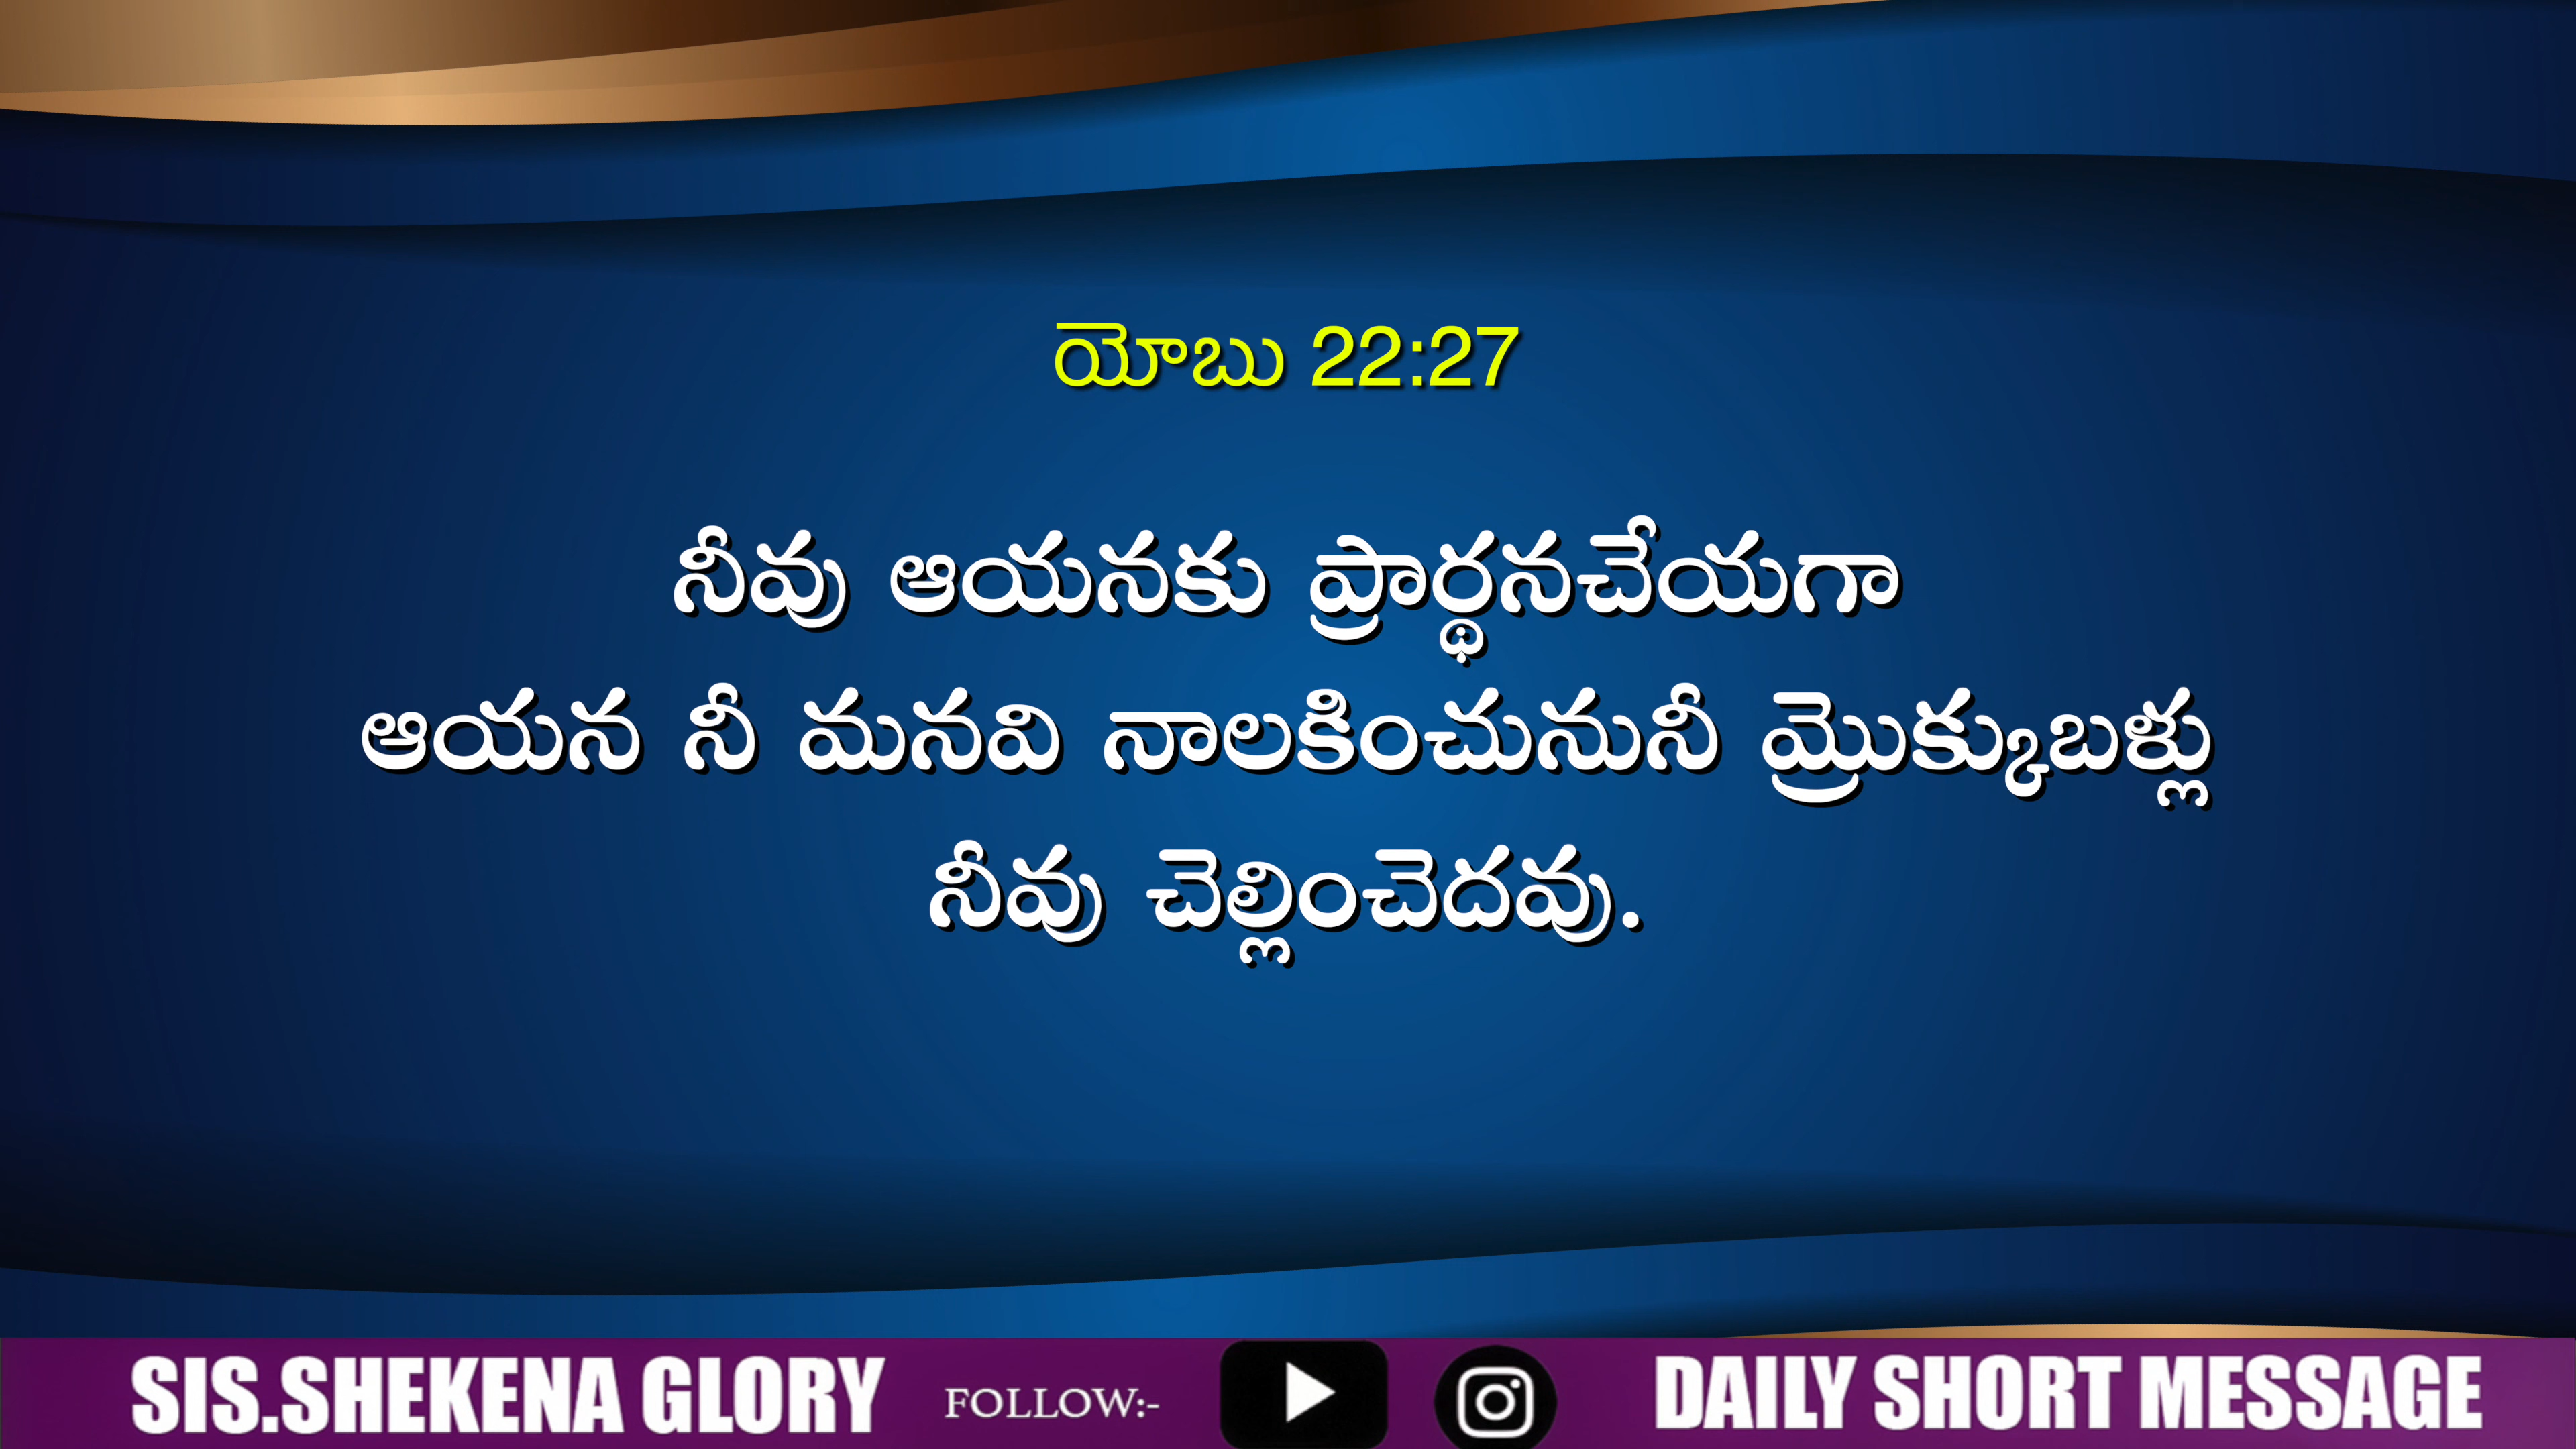 యోబు 22:27
నీవు ఆయనకు ప్రార్థనచేయగా
ఆయన నీ మనవి నాలకించునునీ మ్రొక్కుబళ్లు
నీవు చెల్లించెదవు.
SIS.SHEKENA GLORY FOLLOW:- DAILY SHORT MESSAGE